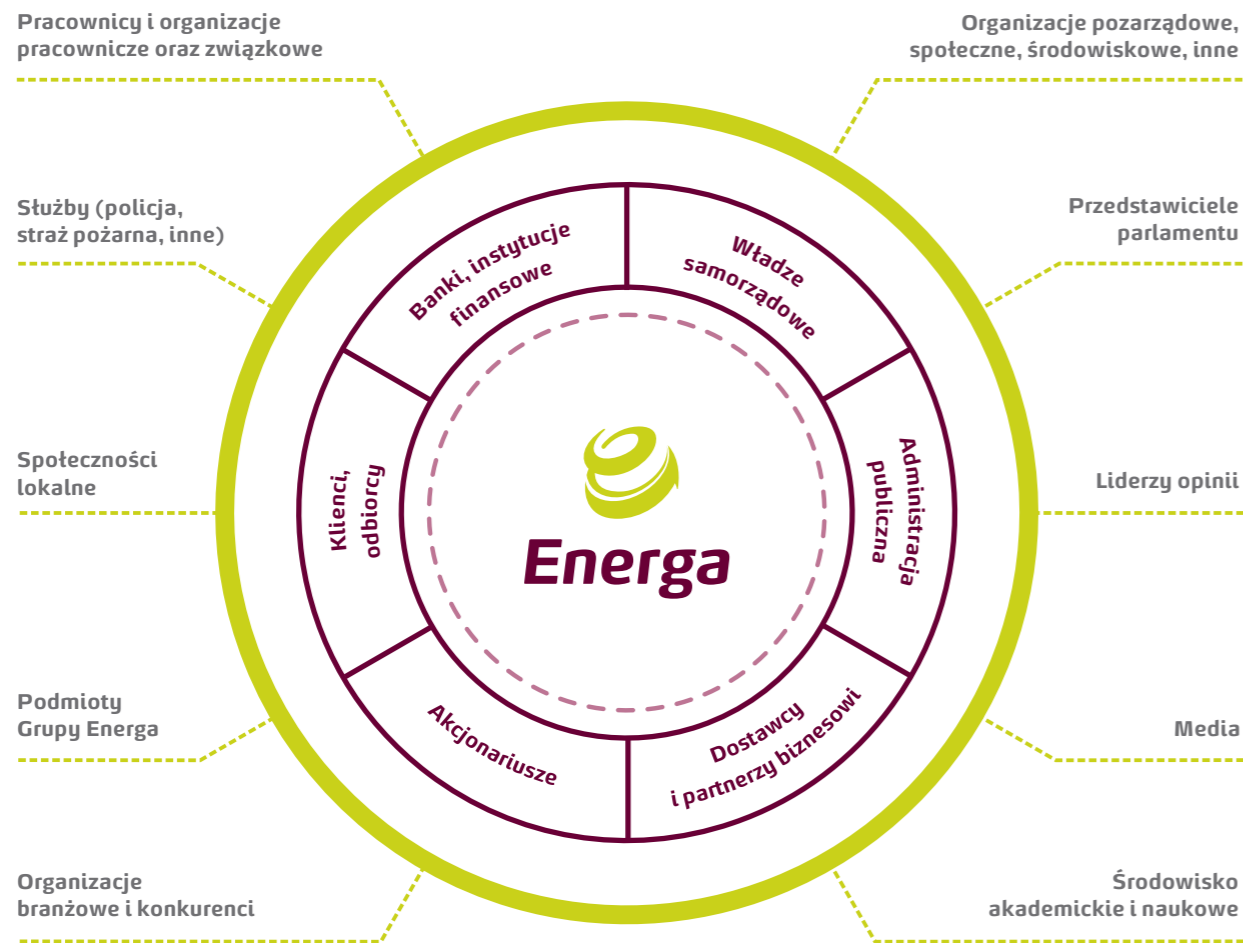 Pracownicy i organizacje
pracownicze oraz związkowe
Organizacje pozarządowe,
społeczne, środowiskowe, inne
Służby (policja,
straż pożarna, inne)
Przedstawiciele
parlamentu
Banki, instytucje
finansowe
Władze
samorządowe
Społeczności
lokalne
Klienci,
odbiorcy
Energa
Administracja
publiczna
Liderzy opinii
Podmioty
Grupy Energa
Akcjonariusze
Dostawcy
i partnerzy biznesowi
Media
Organizacje
branżowe i konkurenci
Środowisko
akademickie i naukowe